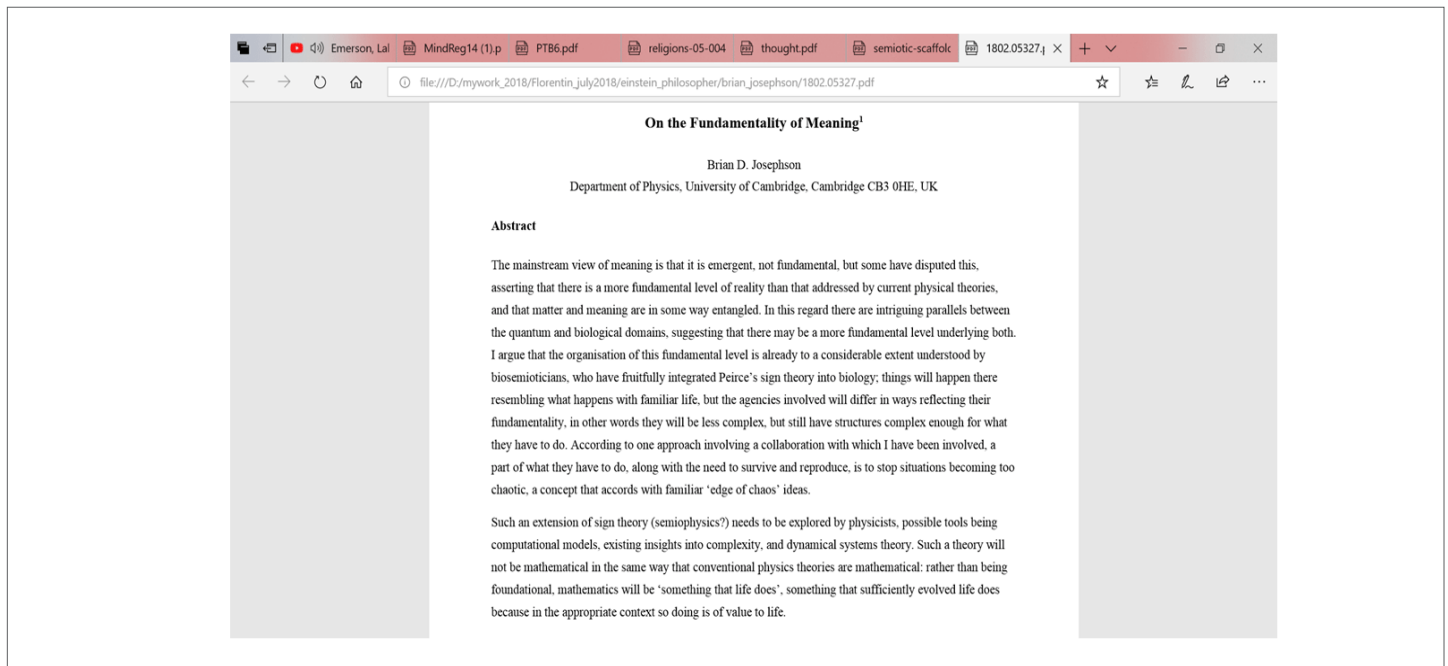 Emerson, Lal MindReg14 (1).p PTB6.pdf religions-05-004 thought.pdf semiotic-scaffolc 1802.05327.p
file:///D:/mywork_2018/Florentin_july2018/einstein_philosopher/brian_josephson/1802.05327.pdf
On the Fundamentality of Meaning¹
Brian D. Josephson
Department of Physics, University of Cambridge, Cambridge CB3 0HE, UK
Abstract
The mainstream view of meaning is that it is emergent, not fundamental, but some have disputed this,
asserting that there is a more fundamental level of reality than that addressed by current physical theories,
and that matter and meaning are in some way entangled. In this regard there are intriguing parallels between
the quantum and biological domains, suggesting that there may be a more fundamental level underlying both.
I argue that the organisation of this fundamental level is already to a considerable extent understood by
biosemioticians, who have fruitfully integrated Peirce’s sign theory into biology; things will happen there
resembling what happens with familiar life, but the agencies involved will differ in ways reflecting their
fundamentality, in other words they will be less complex, but still have structures complex enough for what
they have to do. According to one approach involving a collaboration with which I have been involved, a
part of what they have to do, along with the need to survive and reproduce, is to stop situations becoming too
chaotic, a concept that accords with familiar ‘edge of chaos’ ideas.
Such an extension of sign theory (semiophysics?) needs to be explored by physicists, possible tools being
computational models, existing insights into complexity, and dynamical systems theory. Such a theory will
not be mathematical in the same way that conventional physics theories are mathematical: rather than being
foundational, mathematics will be ‘something that life does’, something that sufficiently evolved life does
because in the appropriate context so doing is of value to life.